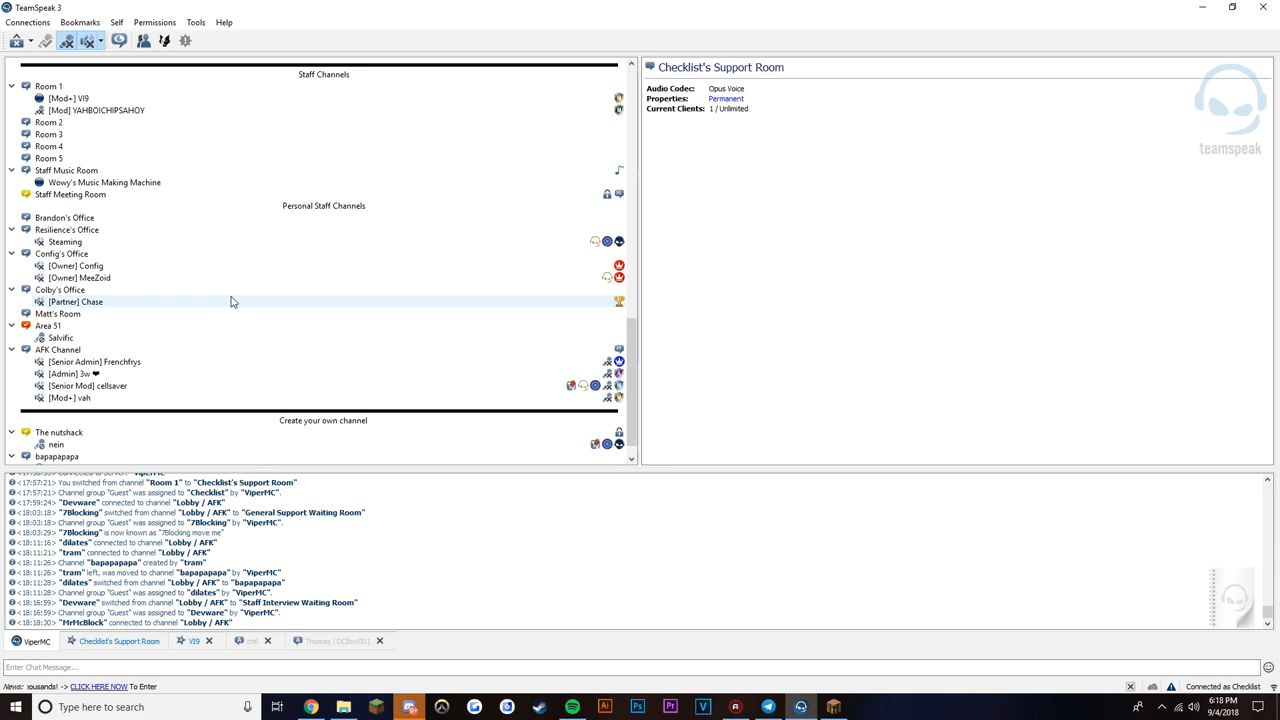 TeamSpeak 3
Connections Bookmarks Self Permissions Tools Help
Staff Channels
Room 1
[Mod+] VI9
[Mod] YAHBOICHIPSAHOY
Room 2
Room 3
Room 4
Room 5
Staff Music Room
Wowy's Music Making Machine
Staff Meeting Room
Personal Staff Channels
Brandon's Office
Resilience's Office
Steaming
Config's Office
[Owner] Config
[Owner] MeeZoid
Colby's Office
[Partner] Chase
Matt's Room
Area 51
Salvific
AFK Channel
[Senior Admin] Frenchfrys
[Admin] 3w ❤
[Senior Mod] cellsaver
[Mod+] vah
Create your own channel
The nutshack
nein
bapapapapa
Checklist's Support Room
Audio Codec: Opus Voice
Properties: Permanent
Current Clients: 1 / Unlimited
teamspeak
<17:57:21> You switched from channel "Room 1" to "Checklist's Support Room"
<17:57:21> Channel group "Guest" was assigned to "Checklist" by "ViperMC".
<17:59:24> "Devware" connected to channel "Lobby / AFK"
<18:03:18> "7Blocking" switched from channel "Lobby / AFK" to "General Support Waiting Room"
<18:03:18> Channel group "Guest" was assigned to "7Blocking" by "ViperMC".
<18:03:29> "7Blocking" is now known as "7Blocking move me"
<18:11:16> "dilates" connected to channel "Lobby / AFK"
<18:11:21> "tram" connected to channel "Lobby / AFK"
<18:11:26> Channel "bapapapapa" created by "tram"
<18:11:26> "tram" left, was moved to channel "bapapapapa" by "ViperMC"
<18:11:28> "dilates" switched from channel "Lobby / AFK" to "bapapapapa"
<18:11:28> Channel group "Guest" was assigned to "dilates" by "ViperMC".
<18:16:59> "Devware" switched from channel "Lobby / AFK" to "Staff Interview Waiting Room"
<18:16:59> Channel group "Guest" was assigned to "Devware" by "ViperMC".
<18:18:30> "MrMcBlock" connected to channel "Lobby / AFK"
ViperMC Checklist's Support Room VI9 Thomas | DCBoy001
Enter Chat Message...
News: iousands! -> CLICK HERE NOW To Enter
Connected as Checklist
Type here to search
6:18 PM
9/4/2018